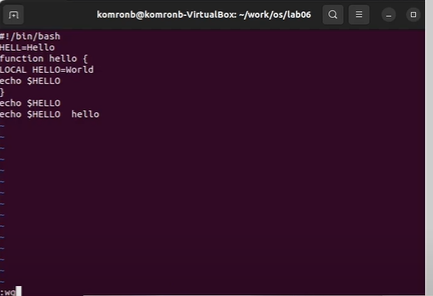 komronb@komronb-VirtualBox: ~/work/os/lab06
#!/bin/bash
HELL=Hello
function hello {
LOCAL HELLO=World
echo $HELLO
}
echo $HELLO
echo $HELLO  hello
~
~
~
~
~
~
~
~
~
~
~
~
~
~
:wq